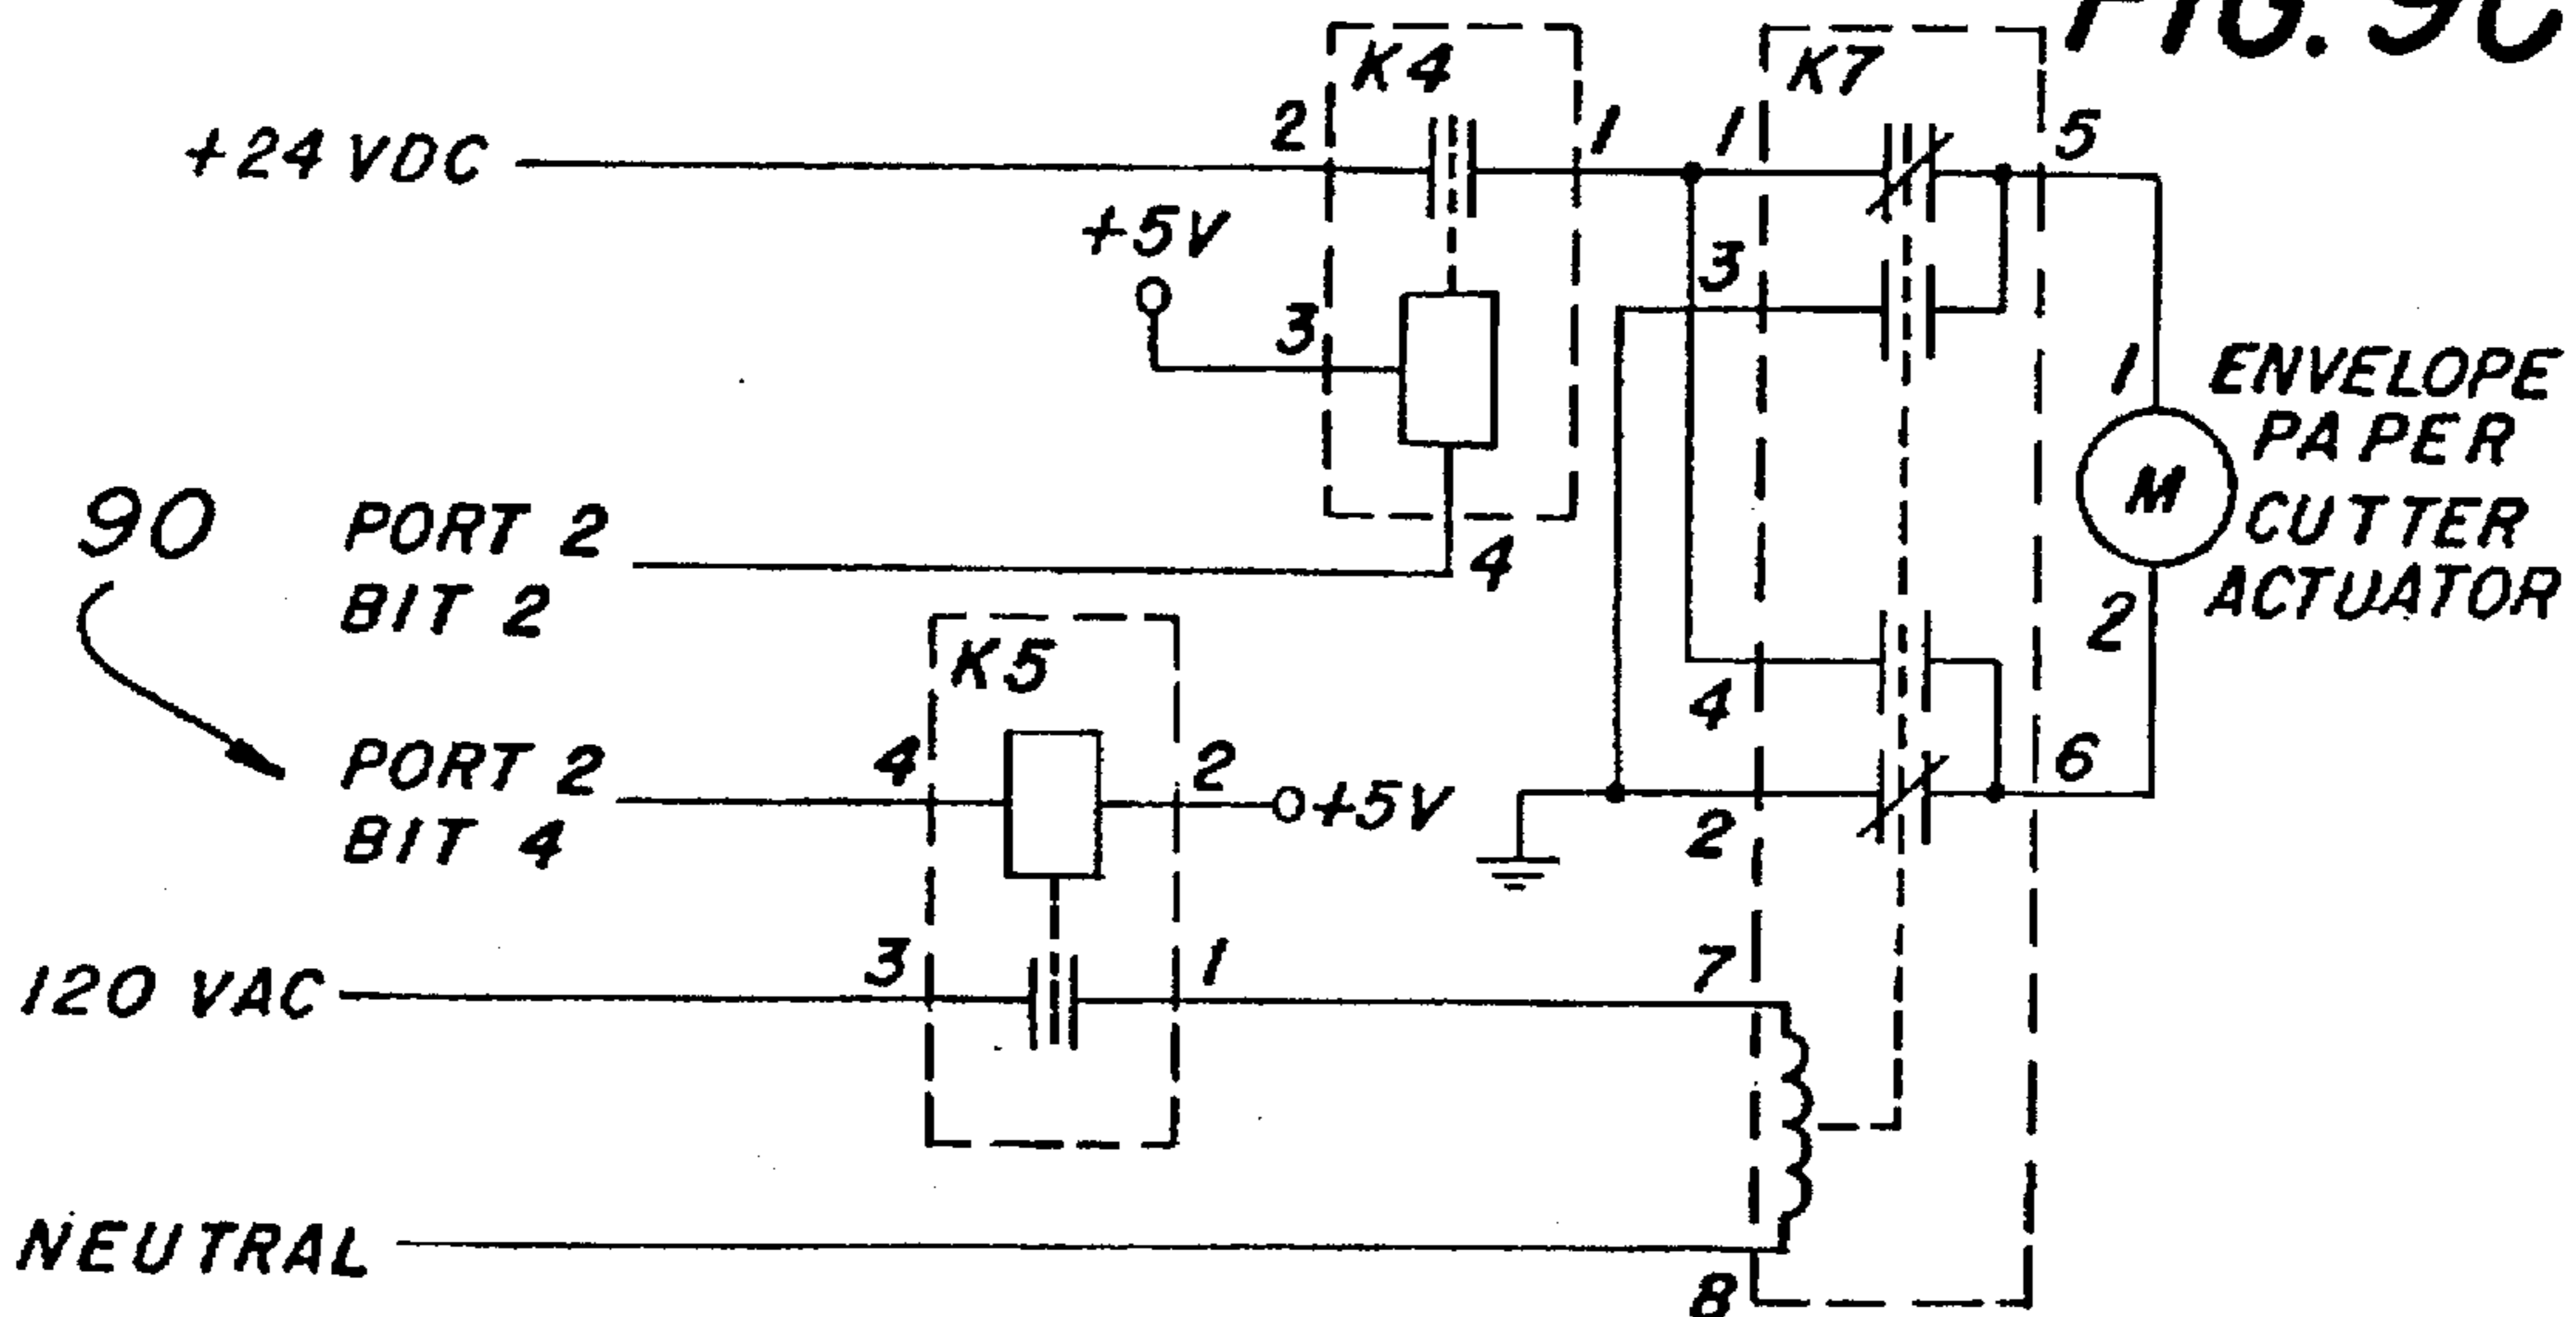 FIG. 9C
K4
K7
+24 VDC
2
1
1
5
+5V
3
3
1
ENVELOPE
PAPER
CUTTER
ACTUATOR
M
90
PORT 2
BIT 2
4
2
K5
4
PORT 2
BIT 4
4
2
+5V
2
6
120 VAC
3
1
7
NEUTRAL
8